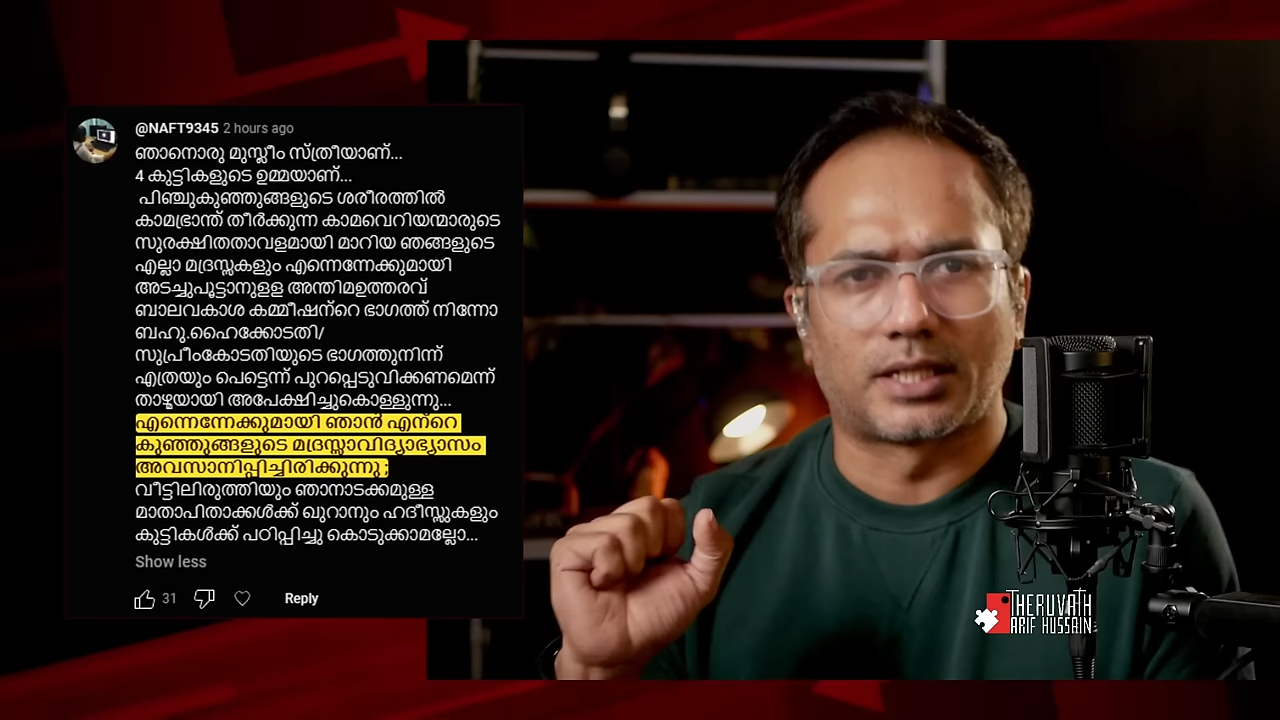 @NAFT9345 2 hours ago
ഞാനൊരു മുസ്ലീം സ്ത്രീയാണ്...
4 കുട്ടികളുടെ ഉമ്മയാണ്...
പിഞ്ചുകുഞ്ഞുങ്ങളുടെ ശരീരത്തിൽ
കാമഭ്രാന്ത് തീർക്കുന്ന കാമവെറിയന്മാരുടെ
സുരക്ഷിതതാവളമായി മാറിയ ഞങ്ങളുടെ
എല്ലാ മദ്രസ്സകളും എന്നെന്നേക്കുമായി
അടച്ചുപൂട്ടാനുളള അന്തിമഉത്തരവ്
ബാലവകാശ കമ്മീഷന്റെ ഭാഗത്ത് നിന്നോ
ബഹു.ഹൈക്കോടതി/
സുപ്രീംകോടതിയുടെ ഭാഗത്തുനിന്ന്
എത്രയും പെട്ടെന്ന് പുറപ്പെടുവിക്കണമെന്ന്
താഴ്മയായി അപേക്ഷിച്ചുകൊള്ളുന്നു...
എന്നെന്നേക്കുമായി ഞാൻ എന്റെ
കുഞ്ഞുങ്ങളുടെ മദ്രസ്സാവിദ്യാഭ്യാസം
അവസാനിപ്പിച്ചിരിക്കുന്നു ;
വീട്ടിലിരുത്തിയും ഞാനാടക്കമുള്ള
മാതാപിതാക്കൾക്ക് ഖുറാനും ഹദീസ്സുകളും
കുട്ടികൾക്ക് പഠിപ്പിച്ചു കൊടുക്കാമല്ലോ...
Show less
31 Reply
THERUVATH
ARIF HUSSAIN